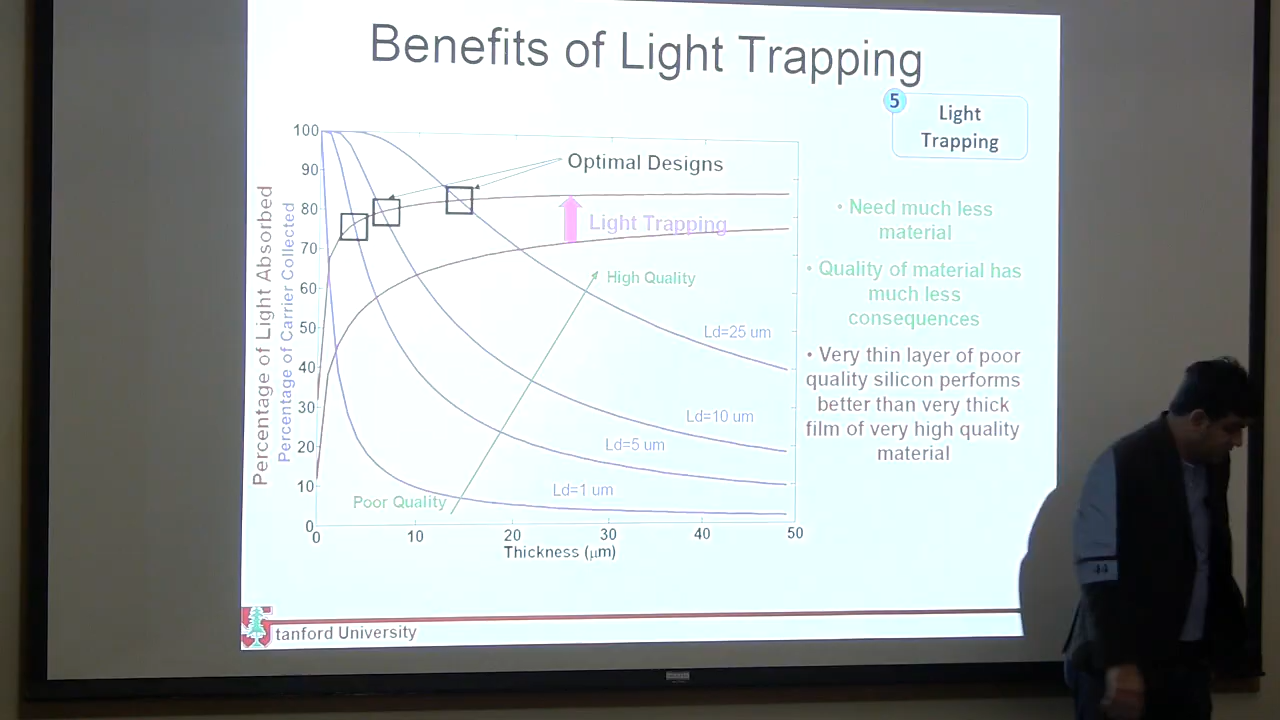 Benefits of Light Trapping
5
Light
Trapping
Percentage of Light Absorbed
Percentage of Carrier Collected
100
90
80
70
60
50
40
30
20
10
0
0
10
20
30
40
50
Thickness (μm)
Optimal Designs
Light Trapping
High Quality
Ld=25 um
Ld=10 um
Ld=5 um
Ld=1 um
Poor Quality
• Need much less
material
• Quality of material has
much less
consequences
• Very thin layer of poor
quality silicon performs
better than very thick
film of very high quality
material
tanford University
44